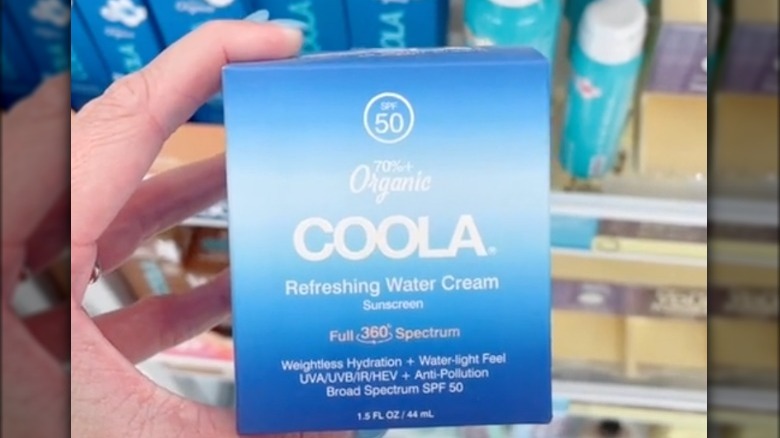 SPF
50
70%+
Organic
COOLA®
Refreshing Water Cream
Sunscreen
Full 360° Spectrum
Weightless Hydration + Water-light Feel
UVA/UVB/IR/HEV + Anti-Pollution
Broad Spectrum SPF 50
1.5 FL OZ / 44 mL